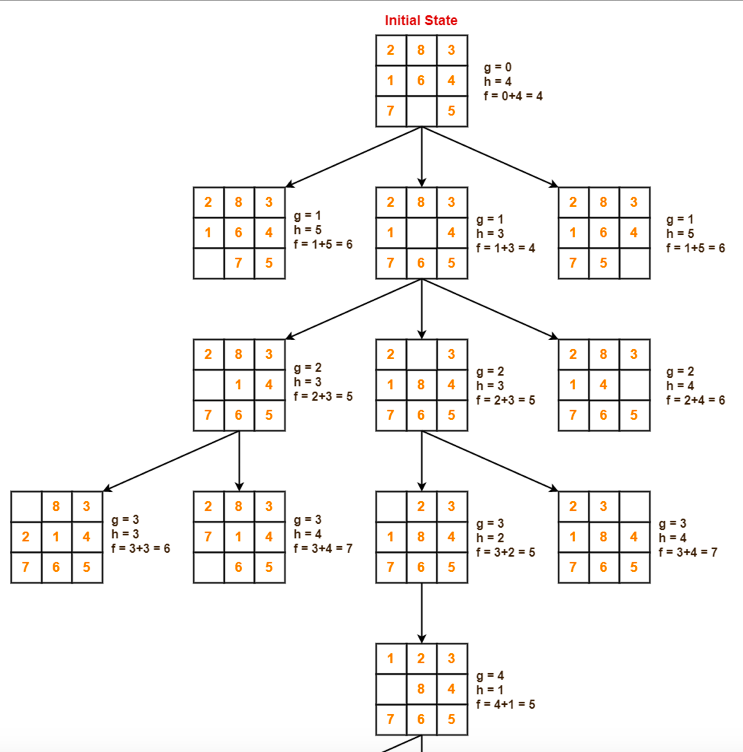 Initial State
2 8 3
1 6 4
7 5
g = 0
h = 4
f = 0+4 = 4
2 8 3
1 6 4
7 5
g = 1
h = 5
f = 1+5 = 6
2 8 3
1 4
7 6 5
g = 1
h = 3
f = 1+3 = 4
2 8 3
1 6 4
7 5
g = 1
h = 5
f = 1+5 = 6
2 8 3
1 4
7 6 5
g = 2
h = 3
f = 2+3 = 5
2 3
1 8 4
7 6 5
g = 2
h = 3
f = 2+3 = 5
2 8 3
1 4
7 6 5
g = 2
h = 4
f = 2+4 = 6
8 3
2 1 4
7 6 5
g = 3
h = 3
f = 3+3 = 6
2 8 3
7 1 4
6 5
g = 3
h = 4
f = 3+4 = 7
2 3
1 8 4
7 6 5
g = 3
h = 2
f = 3+2 = 5
2 3
1 8 4
7 6 5
g = 3
h = 4
f = 3+4 = 7
1 2 3
8 4
7 6 5
g = 4
h = 1
f = 4+1 = 5